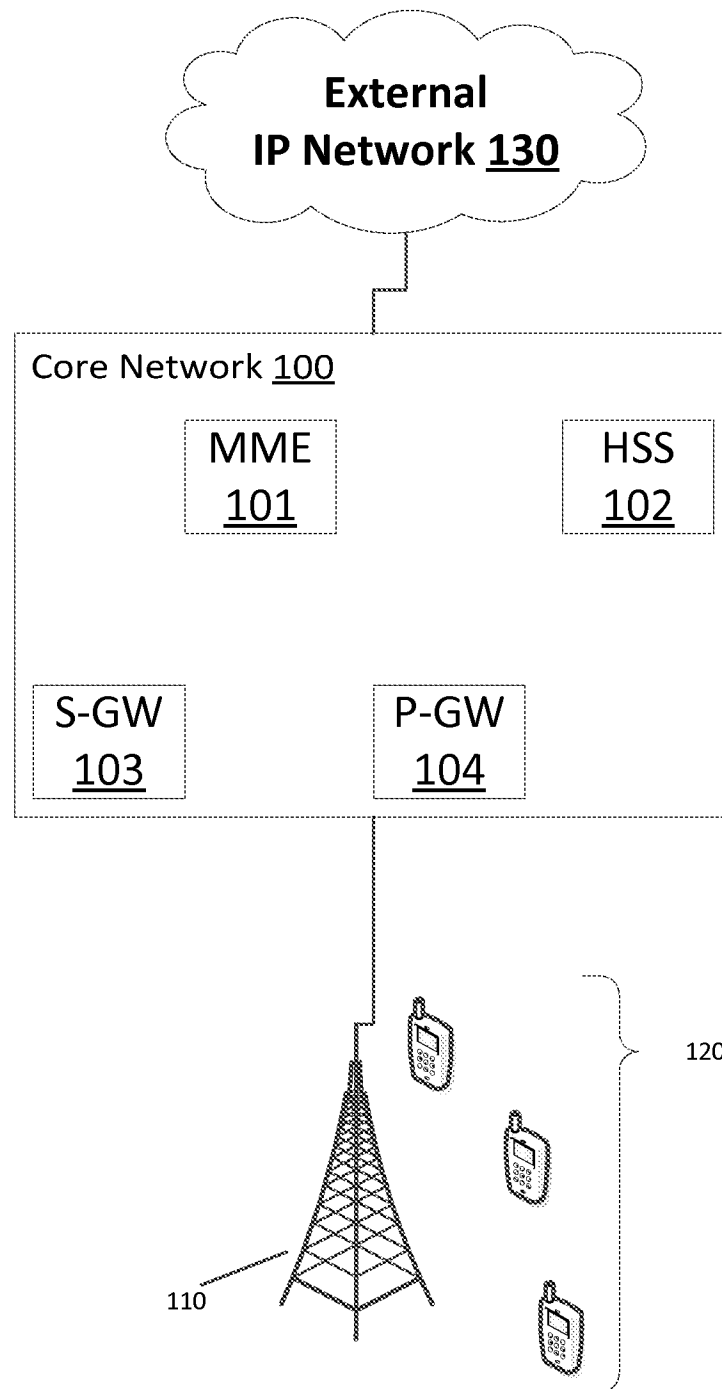 External
IP Network 130
Core Network 100
MME
101
HSS
102
S-GW
103
P-GW
104
120
110